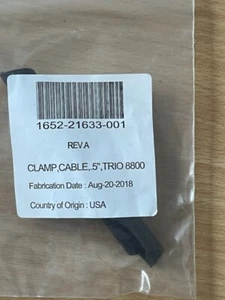 1652-21633-001
REV.A
CLAMP,CABLE,.5",TRIO 8800
Fabrication Date : Aug-20-2018
Country of Origin : USA